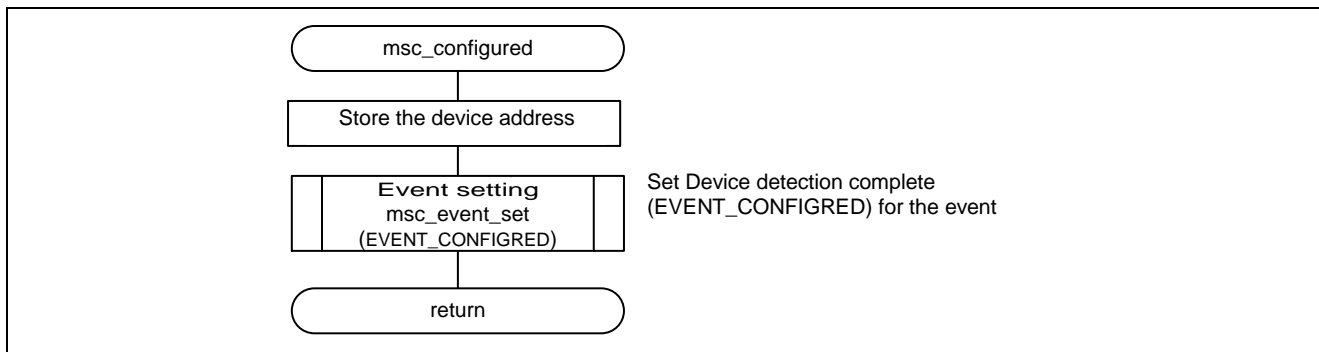 msc_configured
Store the device address
Event setting
msc_event_set
(EVENT_CONFIGRED)
Set Device detection complete
(EVENT_CONFIGRED) for the event
return